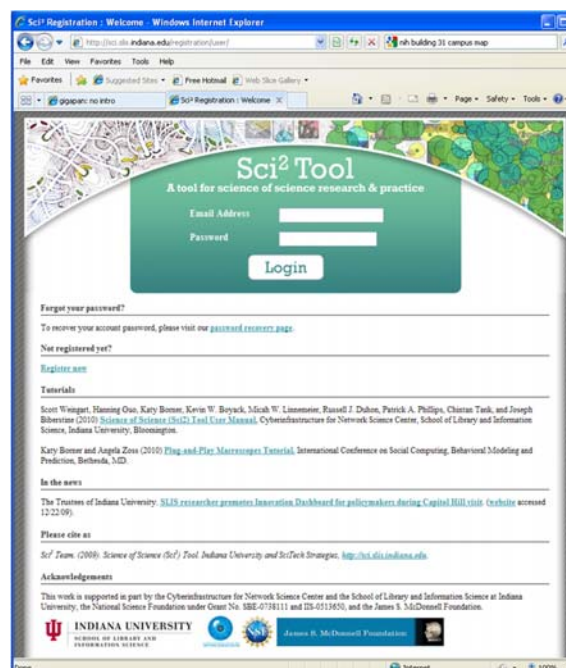 Sci² Registration : Welcome - Windows Internet Explorer
http://sci.slis.indiana.edu/registration/user/
nih building 31 campus map
File Edit View Favorites Tools Help
Favorites Suggested Sites Free Hotmail Web Slice Gallery
gigapan: no intro Sci² Registration : Welcome Page Safety Tools
Sci² Tool
A tool for science of science research & practice
Email Address
Password
Login
Forgot your password?
To recover your account password, please visit our password recovery page.
Not registered yet?
Register now
Tutorials
Scott Weingart, Hanning Guo, Katy Borner, Kevin W. Boyack, Micah W. Linnemeier, Russell J. Duhon, Patrick A. Phillips, Chintan Tank, and Joseph
Biberstine (2010) Science of Science (Sci2) Tool User Manual, Cyberinfrastructure for Network Science Center, School of Library and Information
Science, Indiana University, Bloomington.
Katy Borner and Angela Zoss (2010) Plug-and-Play Macroscopes Tutorial, International Conference on Social Computing, Behavioral Modeling and
Prediction, Bethesda, MD.
In the news
The Trustees of Indiana University. SLIS researcher promotes Innovation Dashboard for policymakers during Capitol Hill visit. (website accessed
12/22/09).
Please cite as
Sci² Team. (2009). Science of Science (Sci²) Tool. Indiana University and SciTech Strategies, http://sci.slis.indiana.edu.
Acknowledgements
This work is supported in part by the Cyberinfrastructure for Network Science Center and the School of Library and Information Science at Indiana
University, the National Science Foundation under Grant No. SBE-0738111 and IIS-0513650, and the James S. McDonnell Foundation.
INDIANA UNIVERSITY
SCHOOL OF LIBRARY AND
INFORMATION SCIENCE
NSF
James S. McDonnell Foundation
Done Internet 100%